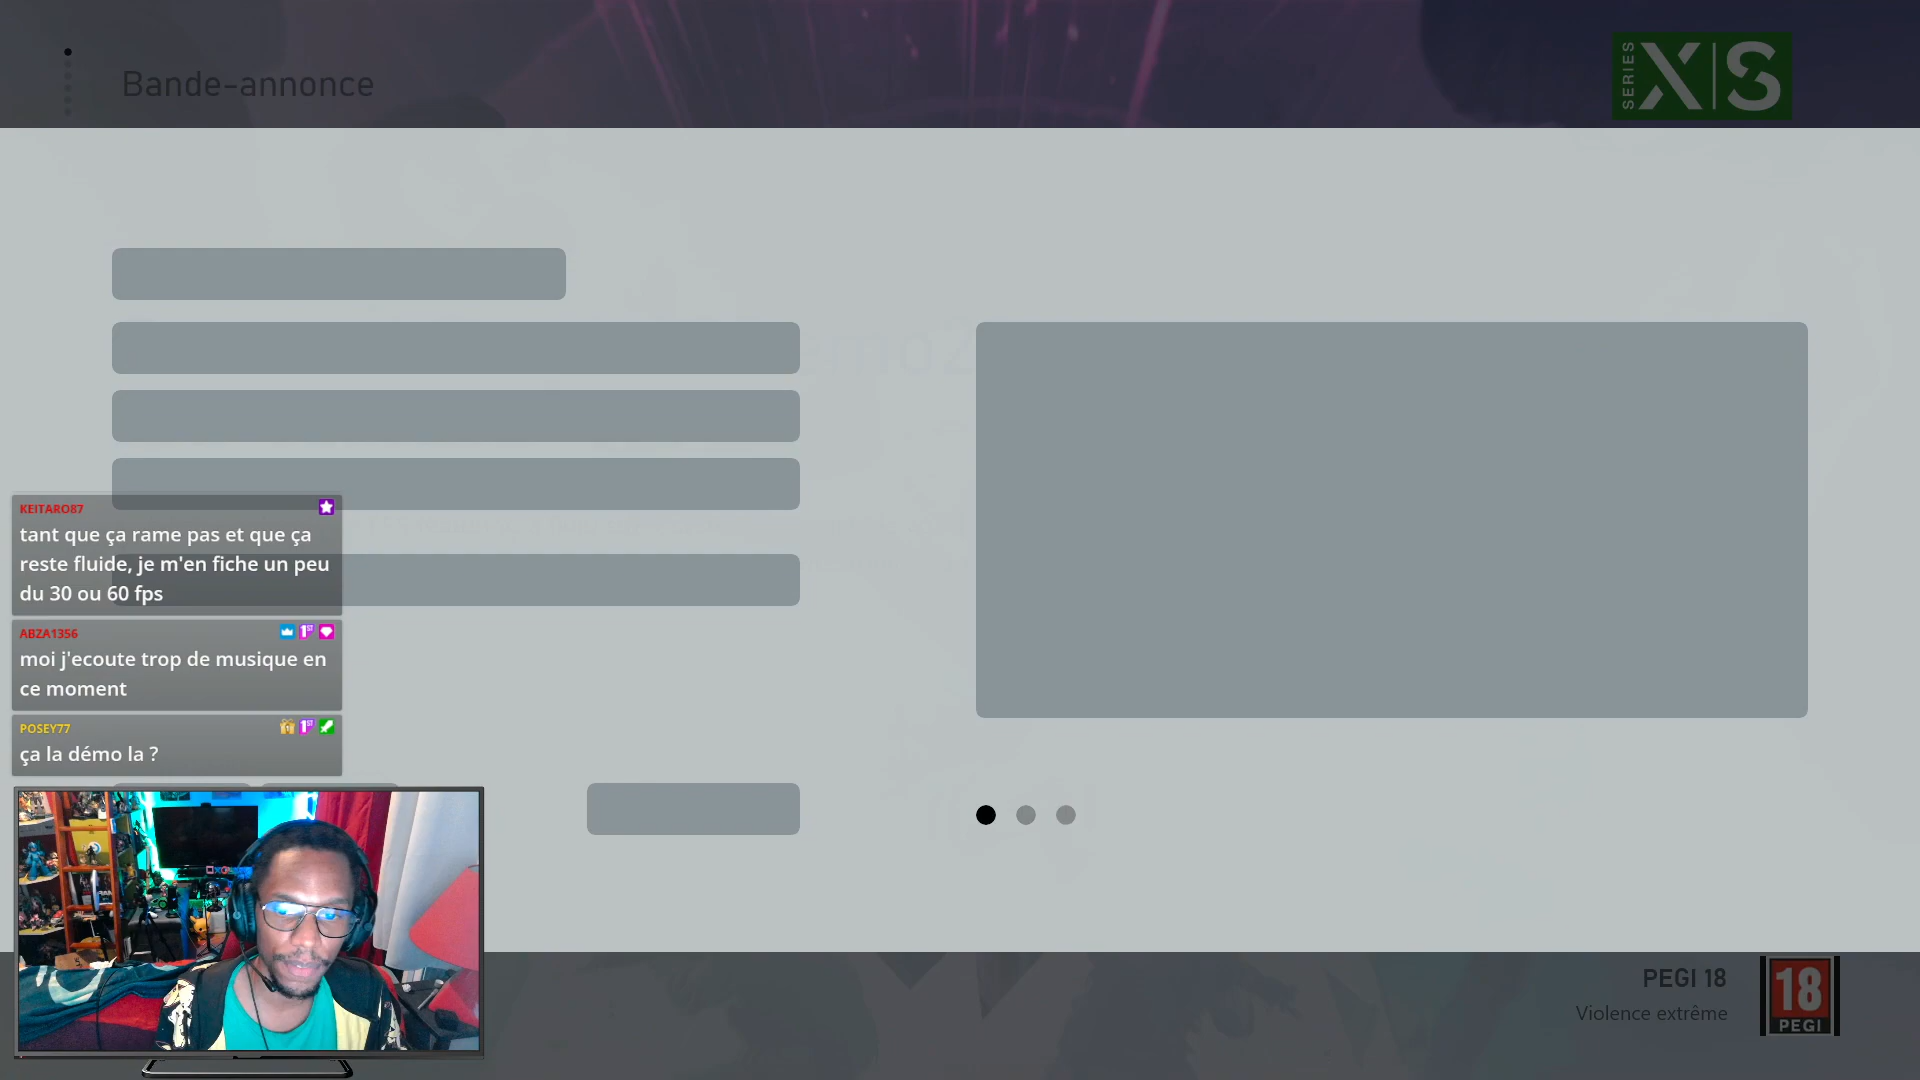 Bande-annonce
SERIES X|S
KEITARO87
tant que ça rame pas et que ça
reste fluide, je m'en fiche un peu
du 30 ou 60 fps
ABZA1356
1ST
moi j'ecoute trop de musique en
ce moment
POSEY77
1ST
ça la démo la ?
PEGI 18
Violence extrême
18
PEGI